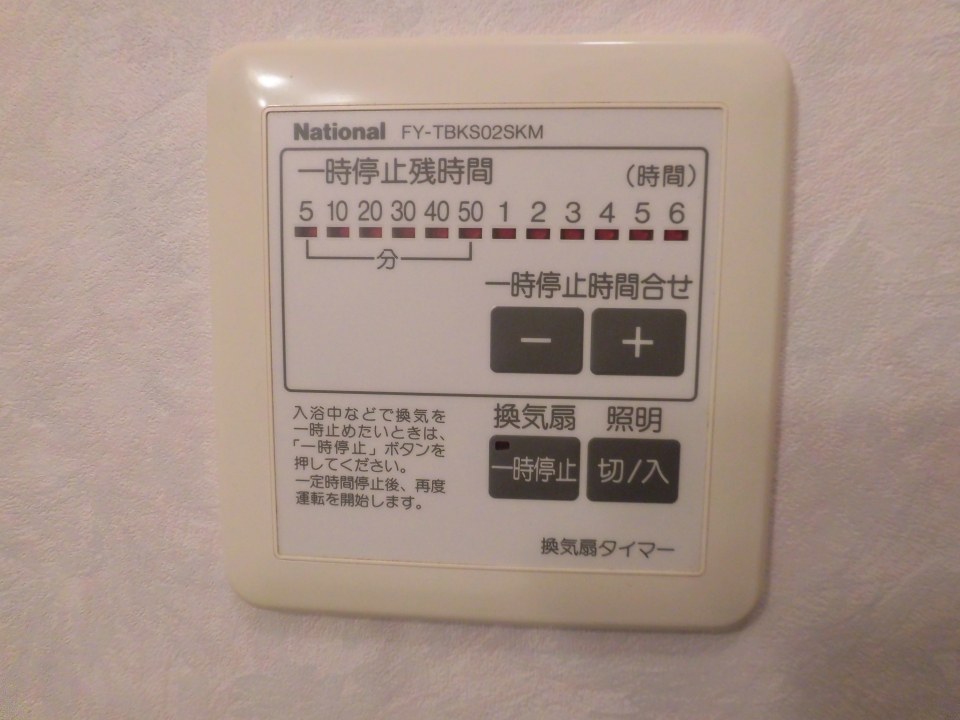 National FY-TBKS02SKM
一時停止残時間 (時間)
5 10 20 30 40 50 1 2 3 4 5 6
分
一時停止時間合せ
− +
換気扇 照明
一時停止 切/入
入浴中などで換気を
一時止めたいときは、
「一時停止」ボタンを
押してください。
一定時間停止後、再度
運転を開始します。
換気扇タイマー